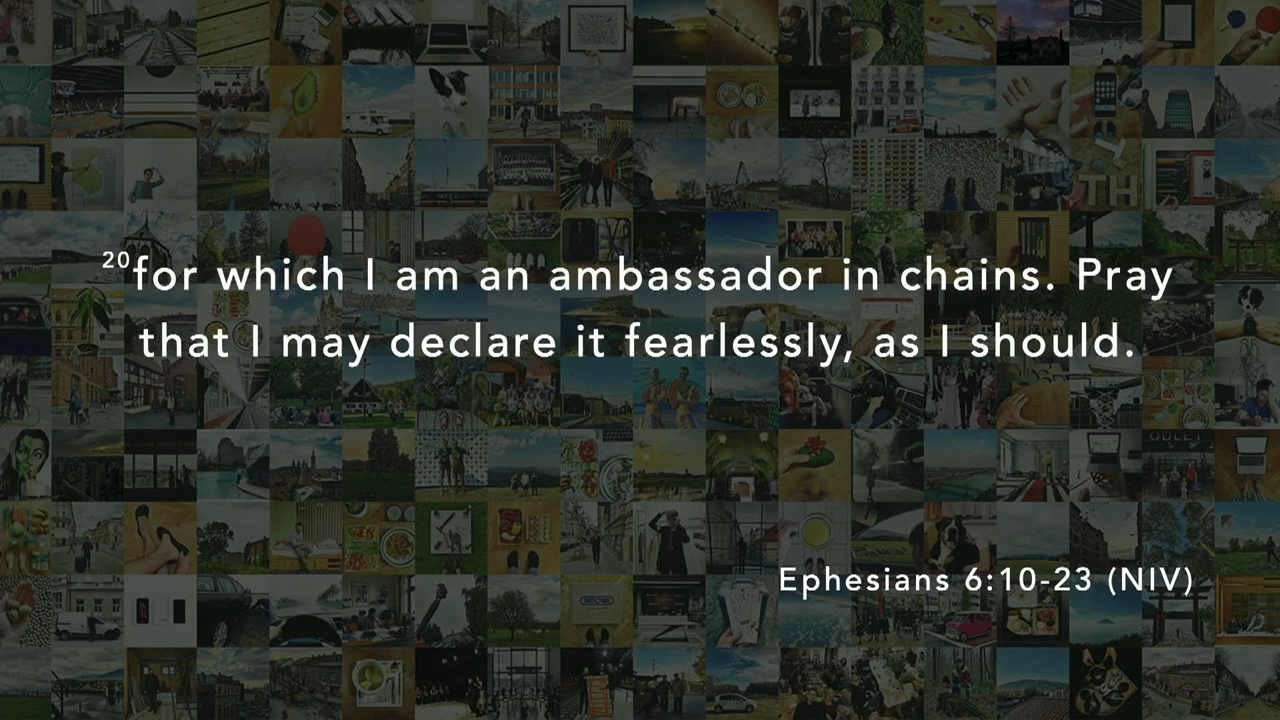 20for which I am an ambassador in chains. Pray
that I may declare it fearlessly, as I should.
Ephesians 6:10-23 (NIV)